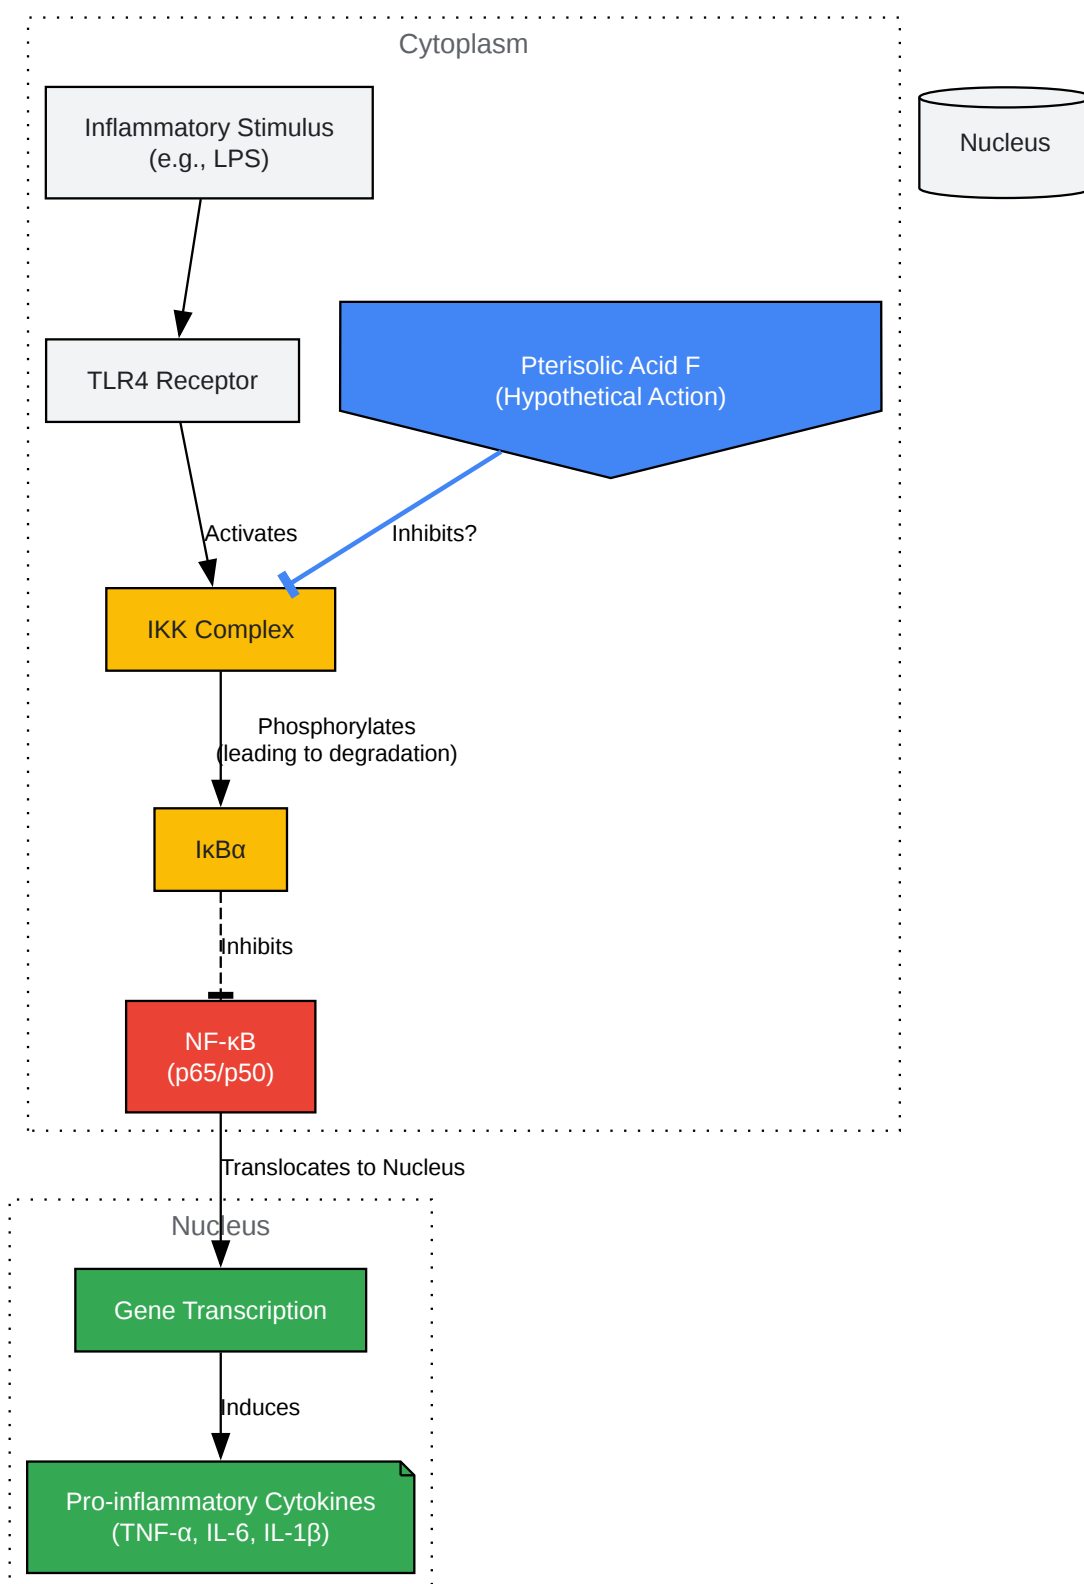 Cytoplasm
Inflammatory Stimulus
(e.g., LPS)
Nucleus
TLR4 Receptor
Pterisolic Acid F
(Hypothetical Action)
Activates
Inhibits?
IKK Complex
Phosphorylates
(leading to degradation)
IκBα
Inhibits
NF-κB
(p65/p50)
Translocates to Nucleus
Nucleus
Gene Transcription
Induces
Pro-inflammatory Cytokines
(TNF-α, IL-6, IL-1β)